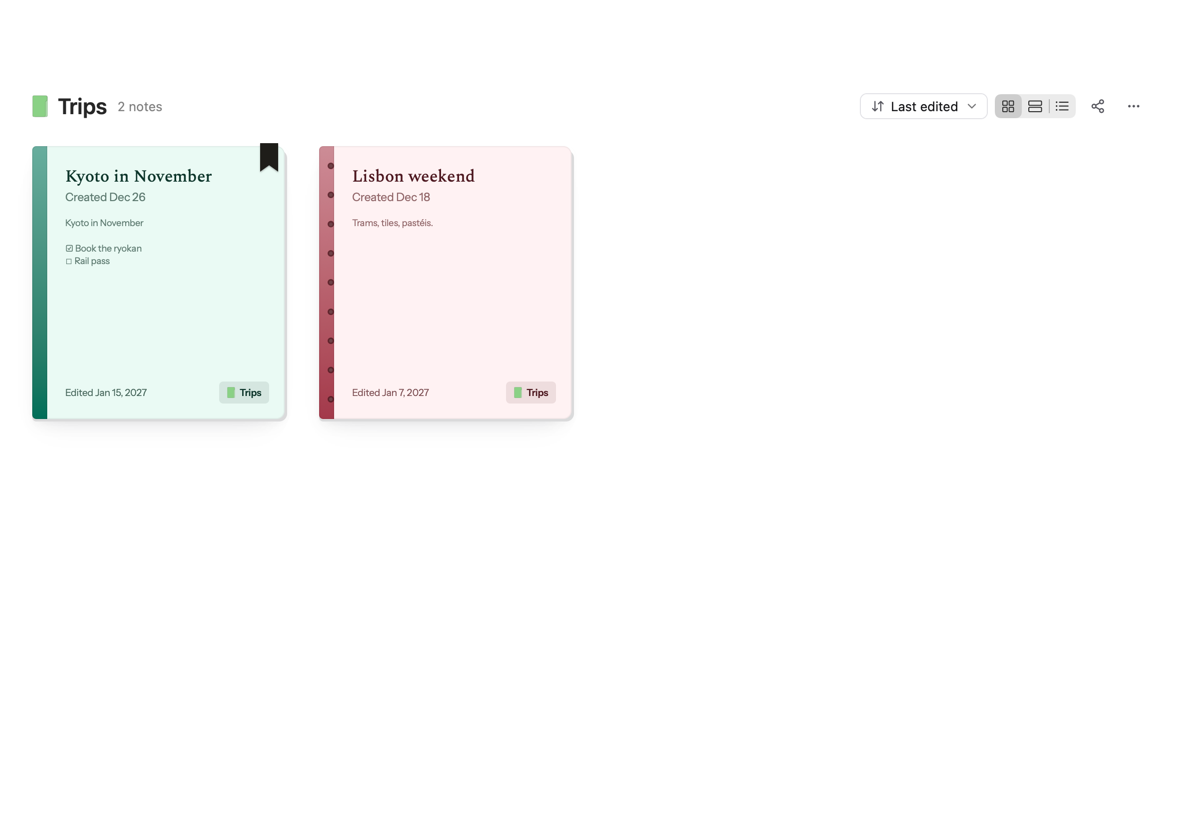 Trips 2 notes
Last edited
Kyoto in November
Created Dec 26
Kyoto in November
☑ Book the ryokan
☐ Rail pass
Edited Jan 15, 2027
Trips
Lisbon weekend
Created Dec 18
Trams, tiles, pastéis.
Edited Jan 7, 2027
Trips